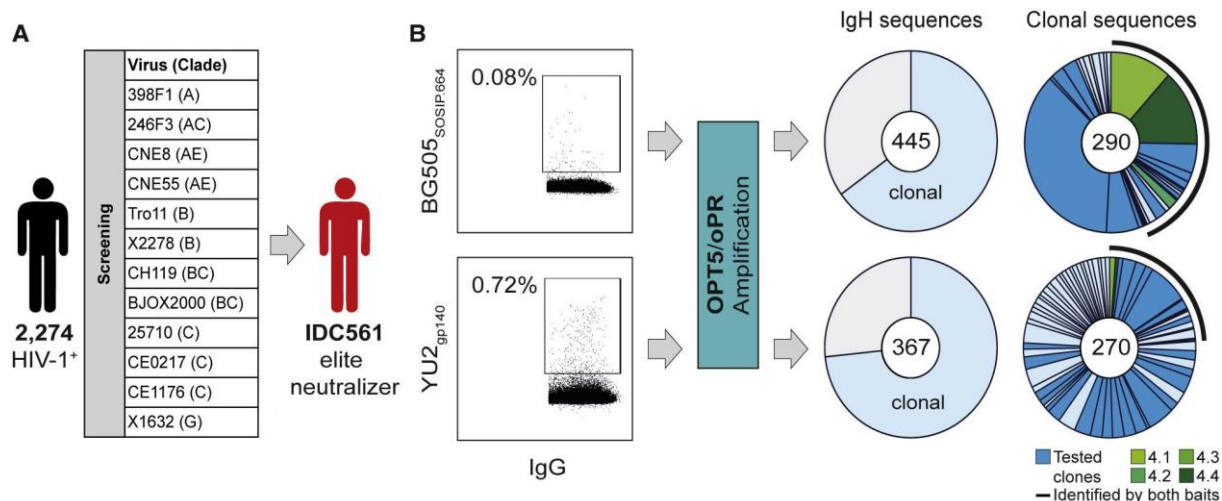 A
Screening
Virus (Clade)
398F1 (A)
246F3 (AC)
CNE8 (AE)
CNE55 (AE)
Tro11 (B)
X2278 (B)
CH119 (BC)
BJOX2000 (BC)
25710 (C)
CE0217 (C)
CE1176 (C)
X1632 (G)
2,274
HIV-1+
IDC561
elite
neutralizer
B
BG505SOSIP.664
0.08%
YU2gp140
0.72%
IgG
OPT5/oPR
Amplification
IgH sequences
445
clonal
367
clonal
Clonal sequences
290
270
Tested
clones
4.1
4.3
4.2
4.4
Identified by both baits